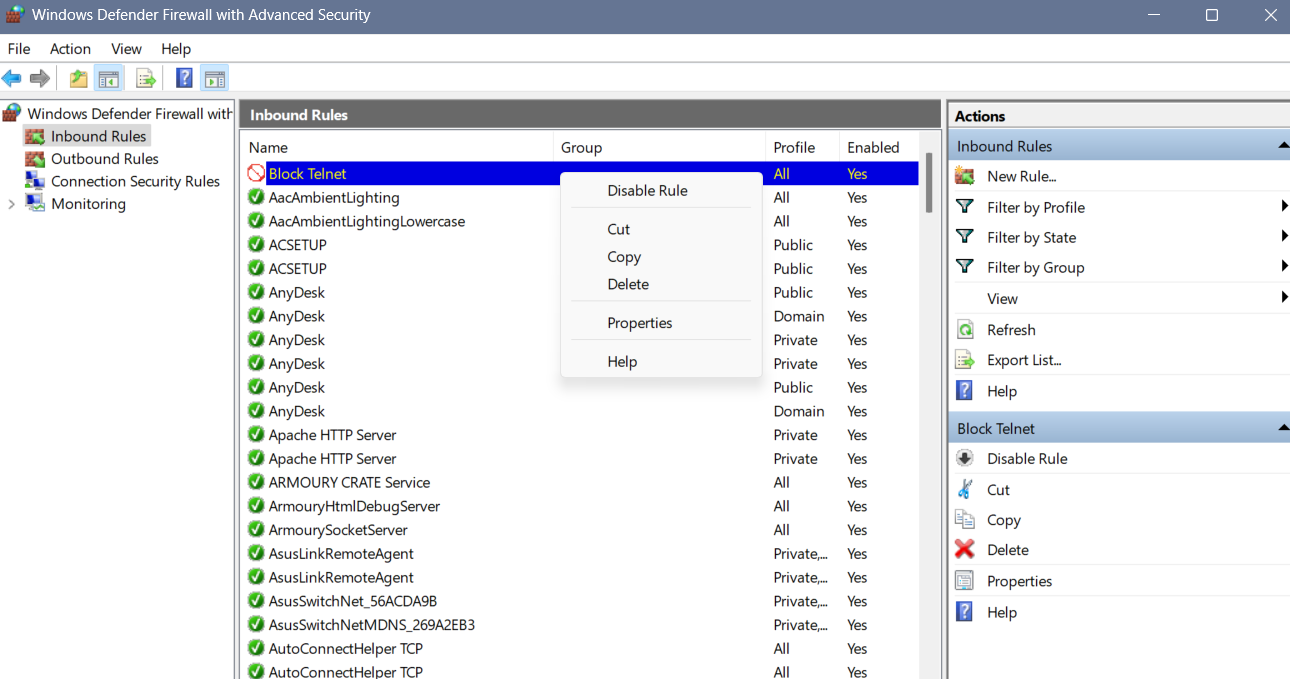 Windows Defender Firewall with Advanced Security
File Action View Help
Windows Defender Firewall with
Inbound Rules
Outbound Rules
Connection Security Rules
Monitoring
Inbound Rules
Name Group Profile Enabled
Block Telnet All Yes
AacAmbientLighting All Yes
AacAmbientLightingLowercase All Yes
ACSETUP Public Yes
ACSETUP Public Yes
AnyDesk Public Yes
AnyDesk Domain Yes
AnyDesk Private Yes
AnyDesk Private Yes
AnyDesk Public Yes
AnyDesk Domain Yes
Apache HTTP Server Private Yes
Apache HTTP Server Private Yes
ARMOURY CRATE Service All Yes
ArmouryHtmlDebugServer All Yes
ArmourySocketServer All Yes
AsusLinkRemoteAgent Private,... Yes
AsusLinkRemoteAgent Private,... Yes
AsusSwitchNet_56ACDA9B Private,... Yes
AsusSwitchNetMDNS_269A2EB3 Private,... Yes
AutoConnectHelper TCP All Yes
AutoConnectHelper TCP All Yes
Disable Rule
Cut
Copy
Delete
Properties
Help
Actions
Inbound Rules
New Rule...
Filter by Profile
Filter by State
Filter by Group
View
Refresh
Export List...
Help
Block Telnet
Disable Rule
Cut
Copy
Delete
Properties
Help